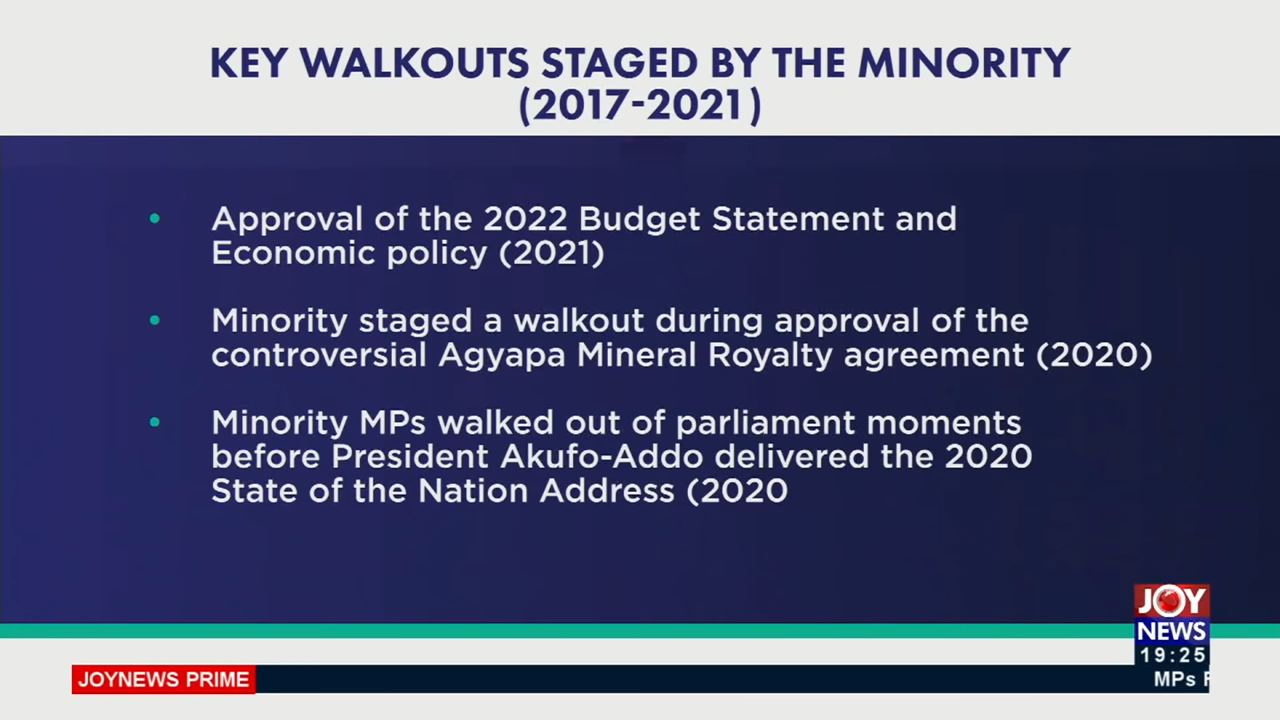 KEY WALKOUTS STAGED BY THE MINORITY
(2017-2021)
• Approval of the 2022 Budget Statement and
Economic policy (2021)
• Minority staged a walkout during approval of the
controversial Agyapa Mineral Royalty agreement (2020)
• Minority MPs walked out of parliament moments
before President Akufo-Addo delivered the 2020
State of the Nation Address (2020
JOY
NEWS
19:25
JOYNEWS PRIME
MPs